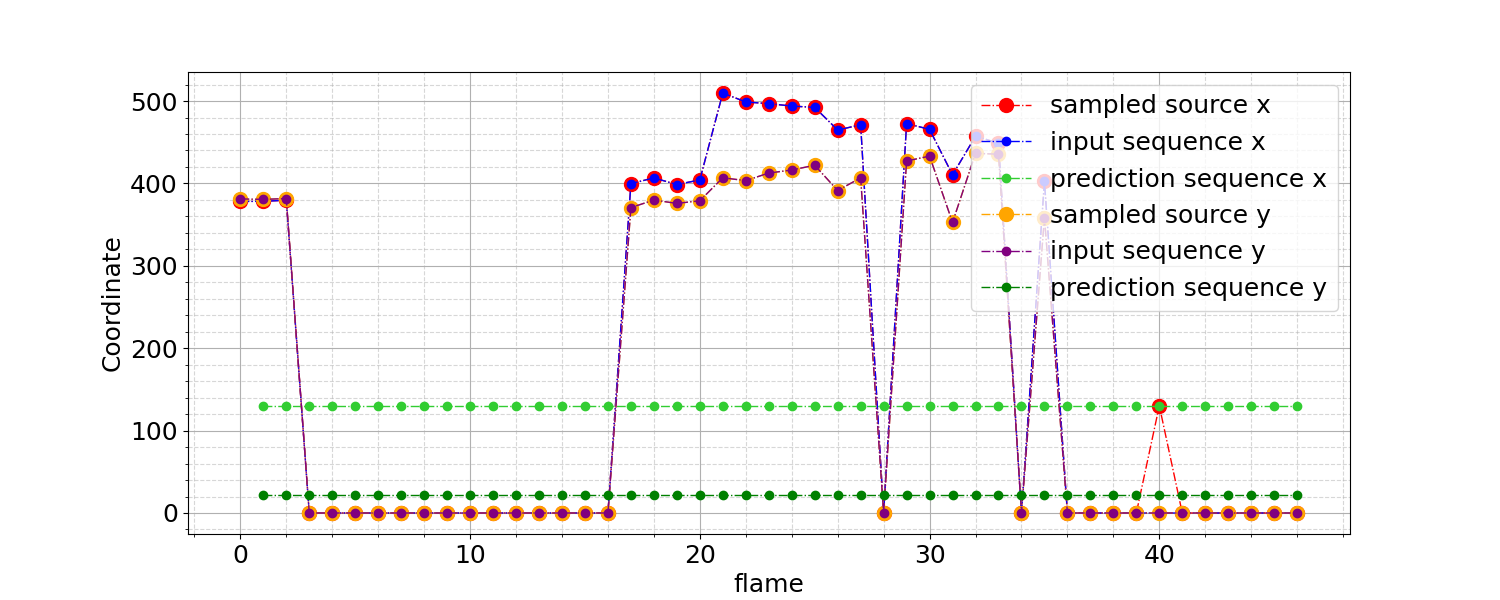 500
400
300
200
100
0
Coordinate
0
10
20
30
40
flame
sampled source x
input sequence x
prediction sequence x
sampled source y
input sequence y
prediction sequence y